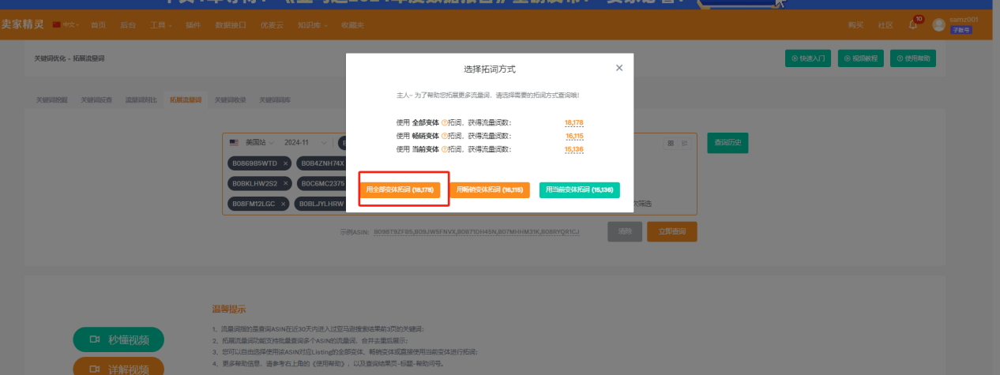 卖家精灵 中文 首页 后台 工具 插件 数据接口 优麦云 知识库 收藏夹 购买 社区 10 samz001
子账号
关键词优化 - 拓展流量词 快速入门 视频教程 使用帮助
选择拓词方式
主人~ 为了帮助您拓展更多流量词，请选择需要的拓词方式查询哦!
关键词挖掘 关键词反查 流量词对比 拓展流量词 关键词收录 关键词词库
使用 全部变体 拓词，获得流量词数： 18,178
使用 畅销变体 拓词，获得流量词数： 16,115
使用 当前变体 拓词，获得流量词数： 15,136
美国站 2024-11 查询历史
B0B69B5WTD × B0B4ZNH74X
B0BKLHW2S2 × B0C6MC2375
用全部变体拓词 (18,178) 用畅销变体拓词 (16,115) 用当前变体拓词 (15,136)
B08FM12LGC × B0BLJYLHRW 次筛选
示例ASIN: B098T9ZFB5,B09JW5FNVX,B0B71DH45N,B07MHHM31K,B08RYQR1CJ 清除 立即查询
温馨提示
1、流量词指的是查询ASIN在近30天内进入过亚马逊搜索结果前3页的关键词;
2、拓展流量词功能支持批量查询多个ASIN的流量词，合并去重后展示;
3、您可以自由选择使用该ASIN对应Listing的全部变体、畅销变体或直接使用当前变体进行拓词;
4、更多帮助信息，请参考右上角的《使用帮助》，以及查询结果页-标题-帮助问号。
秒懂视频
详解视频